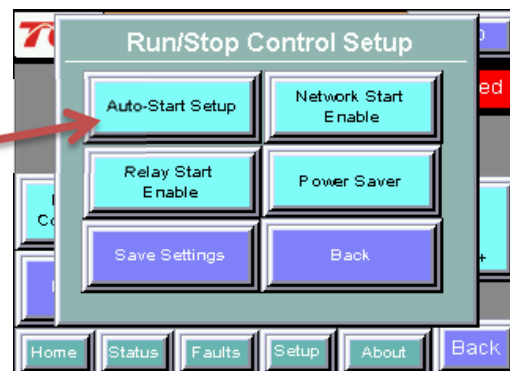 Run/Stop Control Setup
ed
Auto-Start Setup
Network Start
Enable
Relay Start
Enable
Power Saver
Save Settings
Back
+
Home
Status
Faults
Setup
About
Back